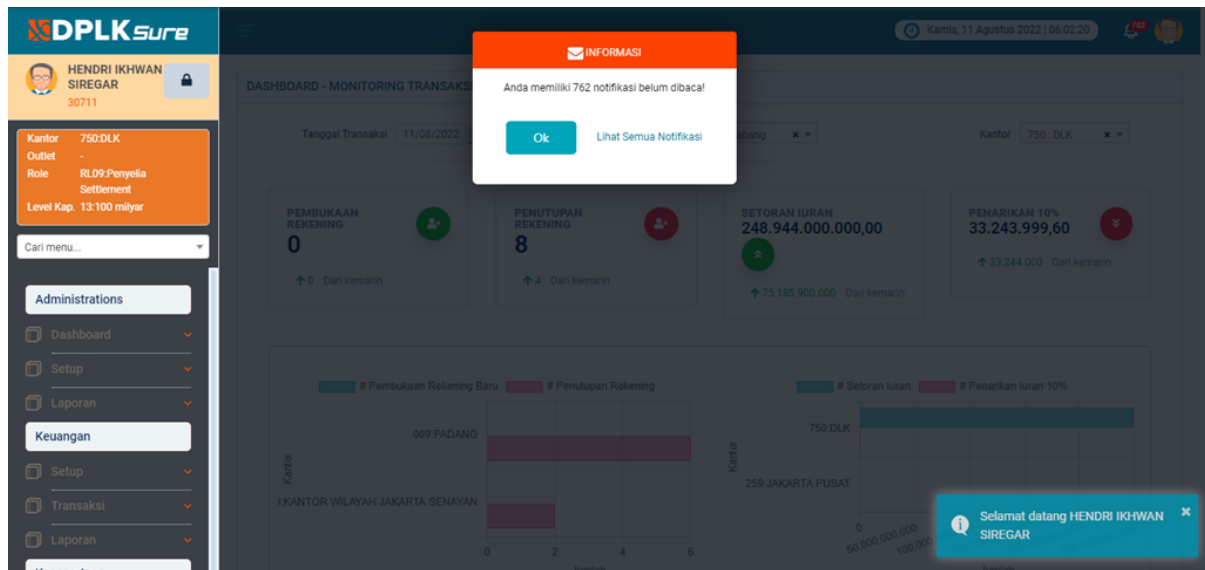 DPLKsure
HENDRI IKHWAN
SIREGAR
30711
Kantor 750:DLK
Outlet -
Role RL09:Penyelia
Settlement
Level Kap. 13:100 milyar
Cari menu...
Administrations
Dashboard
Setup
Laporan
Keuangan
Setup
Transaksi
Laporan
Kamis, 11 Agustus 2022 | 06:02:20
762
INFORMASI
Anda memiliki 762 notifikasi belum dibaca!
Ok Lihat Semua Notifikasi
DASHBOARD - MONITORING TRANSAKSI
Tanggal Transaksi 11/08/2022
Kantor 750 : DLK
PEMBUKAAN
REKENING
0
0 Dari kemarin
PENUTUPAN
REKENING
8
4 Dari kemarin
SETORAN IURAN
248.944.000.000,00
75.185.900.000 Dari kemarin
PENARIKAN 10%
33.243.999,60
33.244.000 Dari kemarin
# Pembukaan Rekening Baru # Penutupan Rekening
009:PADANG
Kantor
:KANTOR WILAYAH JAKARTA SENAYAN
0 2 4 6
# Setoran Iuran # Penarikan Iuran 10%
750:DLK
Kantor
259:JAKARTA PUSAT
0
50,000.000.000
Selamat datang HENDRI IKHWAN
SIREGAR